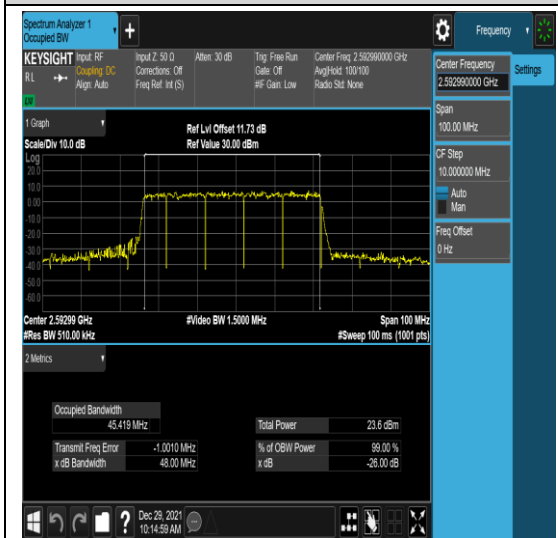 Spectrum Analyzer 1
Occupied BW
Frequency
KEYSIGHT
RL
Input: RF
Coupling: DC
Align: Auto
Input Z: 50 Ω
Corrections: Off
Freq Ref: Int (S)
Atten: 30 dB
Trig: Free Run
Gate: Off
#IF Gain: Low
Center Freq: 2.592990000 GHz
Avg|Hold: 100/100
Radio Std: None
Center Frequency
2.592990000 GHz
Settings
Span
100.00 MHz
CF Step
10.000000 MHz
Auto
Man
Freq Offset
0 Hz
1 Graph
Scale/Div 10.0 dB
Ref Lvl Offset 11.73 dB
Ref Value 30.00 dBm
Log
20.0
10.0
0.00
-10.0
-20.0
-30.0
-40.0
-50.0
-60.0
Center 2.59299 GHz
#Res BW 510.00 kHz
#Video BW 1.5000 MHz
Span 100 MHz
#Sweep 100 ms (1001 pts)
2 Metrics
Occupied Bandwidth
45.419 MHz
Total Power 23.6 dBm
Transmit Freq Error -1.0010 MHz
% of OBW Power 99.00 %
x dB Bandwidth 48.00 MHz
x dB -26.00 dB
?
Dec 29, 2021
10:14:59 AM